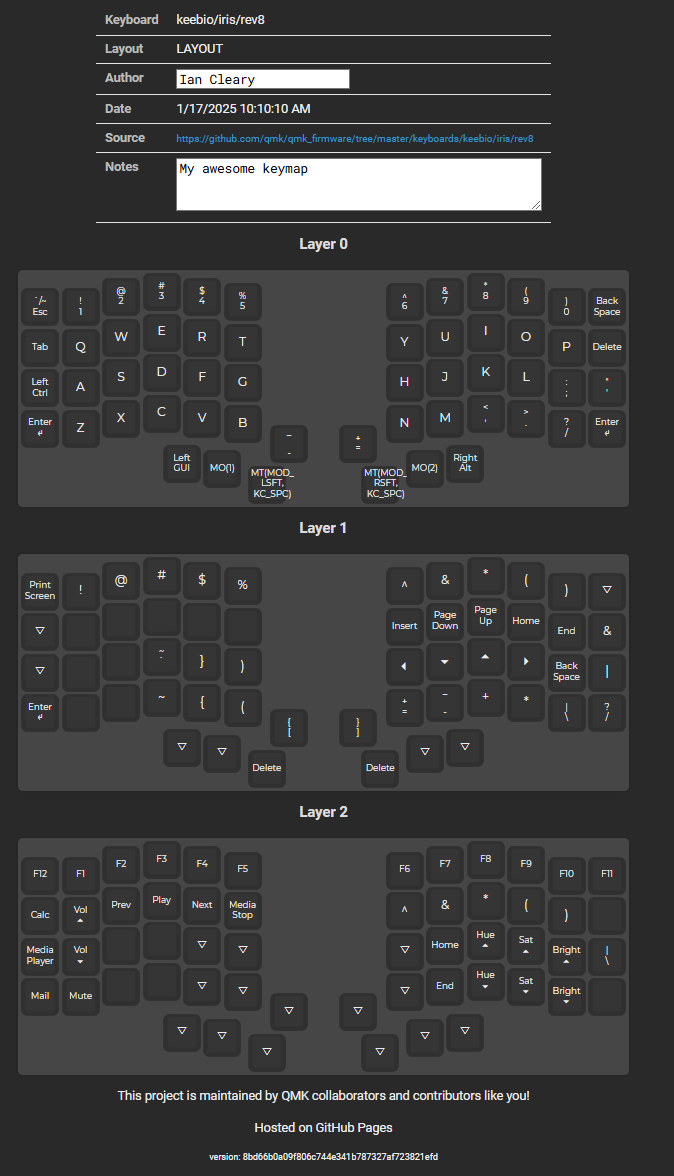 Keyboard keebio/iris/rev8
Layout LAYOUT
Author Ian Cleary
Date 1/17/2025 10:10:10 AM
Source https://github.com/qmk/qmk_firmware/tree/master/keyboards/keebio/iris/rev8
Notes My awesome keymap
Layer 0
`/~ Esc ! 1 @ 2 # 3 $ 4 % 5 ^ 6 & 7 * 8 ( 9 ) 0 Back Space
Tab Q W E R T Y U I O P Delete
Left Ctrl A S D F G H J K L : ; " '
Enter ↵ Z X C V B _ - + = N M < , > . ? / Enter ↵
Left GUI MO(1) MT(MOD_LSFT, KC_SPC) MT(MOD_RSFT, KC_SPC) MO(2) Right Alt
Layer 1
Print Screen ! @ # $ % ^ & * ( ) ▽
▽ Insert Page Down Page Up Home End &
▽ ~ ` } ) ◂ ▾ ▴ ▸ Back Space |
Enter ↵ ~ { ( { [ } ] + = _ - + * | \ ? /
▽ ▽ Delete Delete ▽ ▽
Layer 2
F12 F1 F2 F3 F4 F5 F6 F7 F8 F9 F10 F11
Calc Vol ▴ Prev Play Next Media Stop ^ & * ( )
Media Player Vol ▾ ▽ ▽ ▽ Home Hue ▴ Sat ▴ Bright ▴ | \
Mail Mute ▽ ▽ ▽ ▽ ▽ End Hue ▾ Sat ▾ Bright ▾
▽ ▽ ▽ ▽ ▽ ▽
This project is maintained by QMK collaborators and contributors like you!
Hosted on GitHub Pages
version: 8bd66b0a09f806c744e341b787327af723821efd